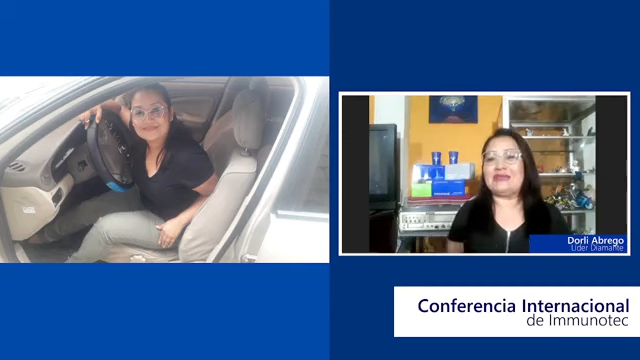 Dorli Abrego
Líder Diamante
Conferencia Internacional
de Immunotec